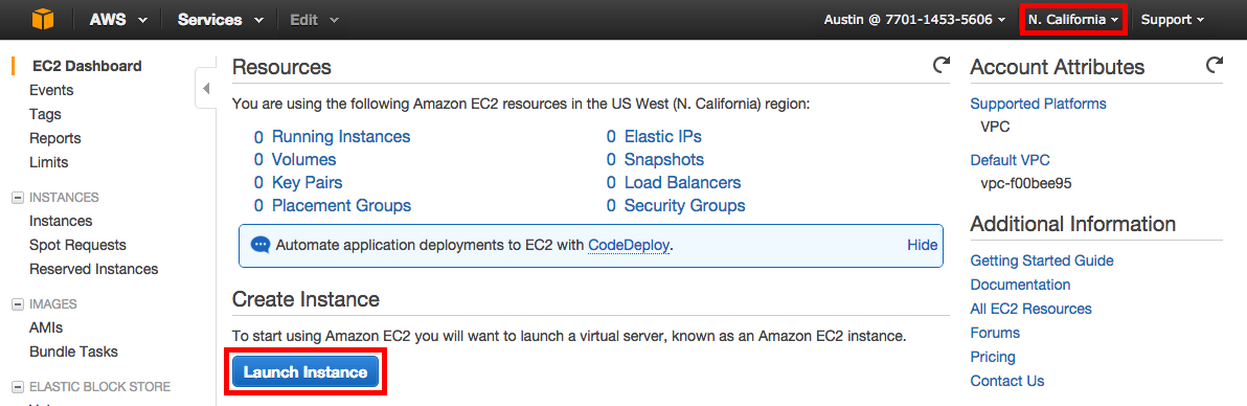 AWS Services Edit Austin @ 7701-1453-5606 N. California Support
EC2 Dashboard
Events
Tags
Reports
Limits
INSTANCES
Instances
Spot Requests
Reserved Instances
IMAGES
AMIs
Bundle Tasks
ELASTIC BLOCK STORE
Resources
You are using the following Amazon EC2 resources in the US West (N. California) region:
0 Running Instances 0 Elastic IPs
0 Volumes 0 Snapshots
0 Key Pairs 0 Load Balancers
0 Placement Groups 0 Security Groups
Automate application deployments to EC2 with CodeDeploy. Hide
Create Instance
To start using Amazon EC2 you will want to launch a virtual server, known as an Amazon EC2 instance.
Launch Instance
Account Attributes
Supported Platforms
VPC
Default VPC
vpc-f00bee95
Additional Information
Getting Started Guide
Documentation
All EC2 Resources
Forums
Pricing
Contact Us